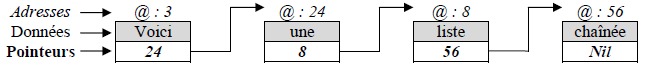 Adresses @ : 3 @ : 24 @ : 8 @ : 56
Données Voici une liste chaînée
Pointeurs 24 8 56 Nil